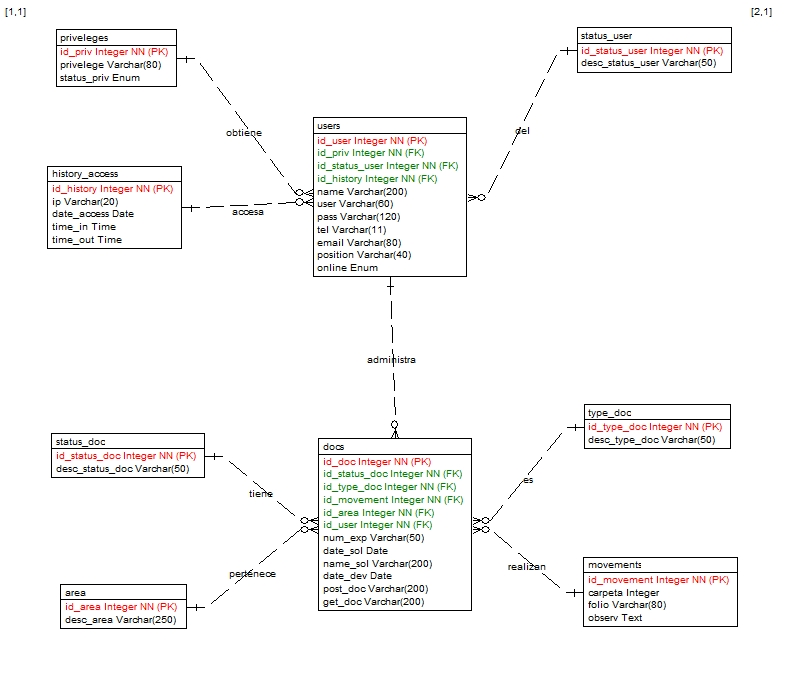 [1,1]
[2,1]
priveleges
id_priv Integer NN (PK)
privelege Varchar(80)
status_priv Enum
status_user
id_status_user Integer NN (PK)
desc_status_user Varchar(50)
obtiene
del
users
id_user Integer NN (PK)
id_priv Integer NN (FK)
id_status_user Integer NN (FK)
id_history Integer NN (FK)
name Varchar(200)
user Varchar(60)
pass Varchar(120)
tel Varchar(11)
email Varchar(80)
position Varchar(40)
online Enum
history_access
id_history Integer NN (PK)
ip Varchar(20)
date_access Date
time_in Time
time_out Time
accesa
administra
status_doc
id_status_doc Integer NN (PK)
desc_status_doc Varchar(50)
type_doc
id_type_doc Integer NN (PK)
desc_type_doc Varchar(50)
tiene
es
docs
id_doc Integer NN (PK)
id_status_doc Integer NN (FK)
id_type_doc Integer NN (FK)
id_movement Integer NN (FK)
id_area Integer NN (FK)
id_user Integer NN (FK)
num_exp Varchar(50)
date_sol Date
name_sol Varchar(200)
date_dev Date
post_doc Varchar(200)
get_doc Varchar(200)
pertenece
realizan
area
id_area Integer NN (PK)
desc_area Varchar(250)
movements
id_movement Integer NN (PK)
carpeta Integer
folio Varchar(80)
observ Text